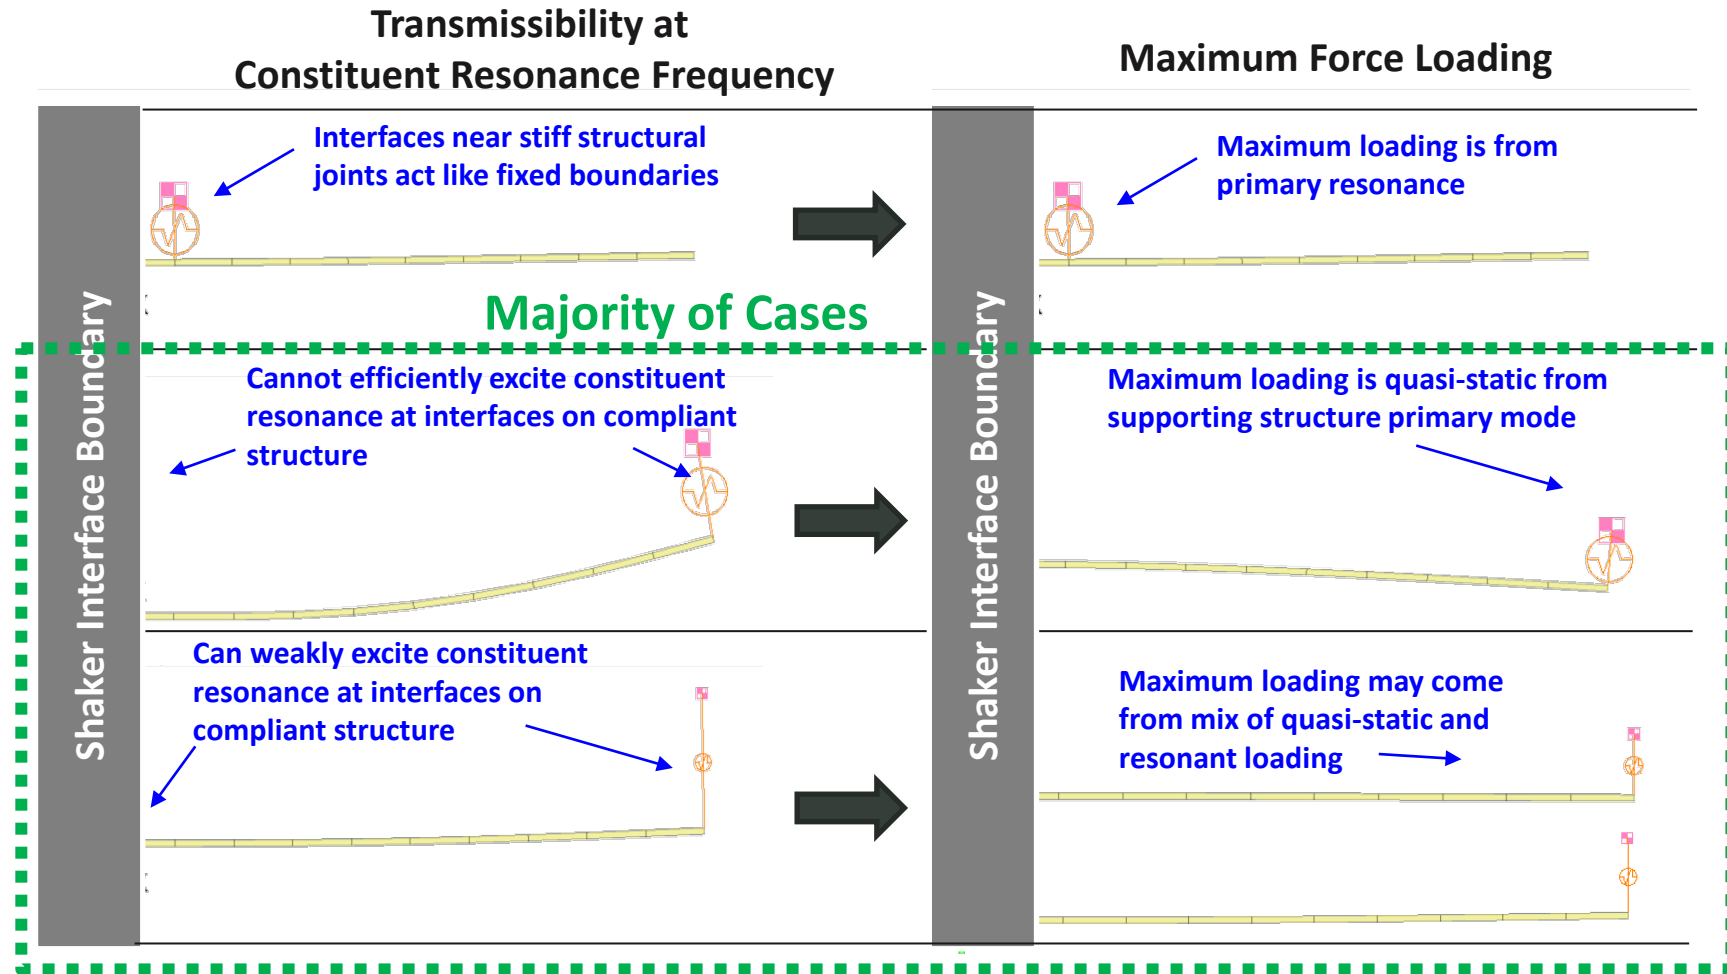 Transmissibility at
Constituent Resonance Frequency
Maximum Force Loading
Shaker Interface Boundary
Interfaces near stiff structural
joints act like fixed boundaries
Shaker Interface Boundary
Maximum loading is from
primary resonance
Majority of Cases
Cannot efficiently excite constituent
resonance at interfaces on compliant
structure
Maximum loading is quasi-static from
supporting structure primary mode
Can weakly excite constituent
resonance at interfaces on
compliant structure
Maximum loading may come
from mix of quasi-static and
resonant loading